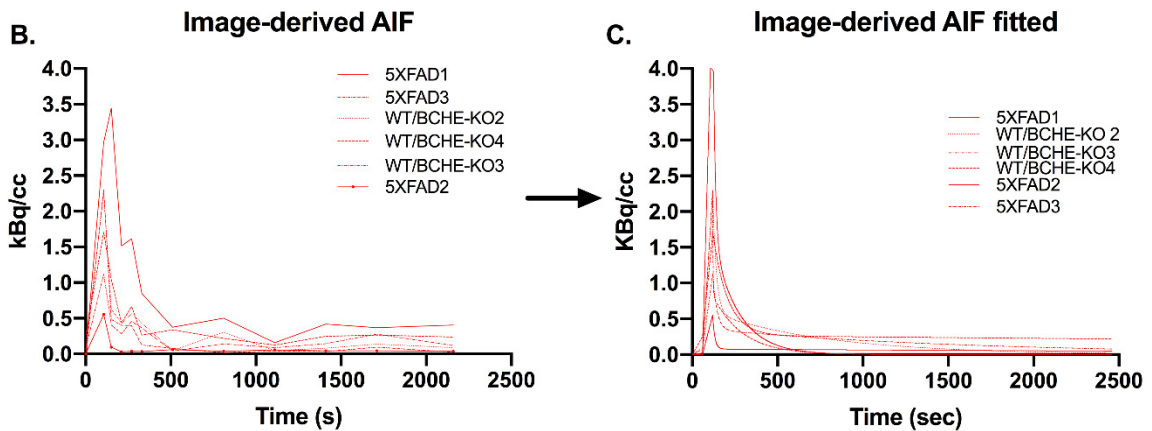 B.
Image-derived AIF
kBq/cc
4.0
3.5
3.0
2.5
2.0
1.5
1.0
0.5
0.0
0
500
1000
1500
2000
2500
Time (s)
5XFAD1
5XFAD3
WT/BCHE-KO2
WT/BCHE-KO4
WT/BCHE-KO3
5XFAD2
C.
Image-derived AIF fitted
KBq/cc
4.0
3.5
3.0
2.5
2.0
1.5
1.0
0.5
0.0
0
500
1000
1500
2000
2500
Time (sec)
5XFAD1
WT/BCHE-KO 2
WT/BCHE-KO3
WT/BCHE-KO4
5XFAD2
5XFAD3